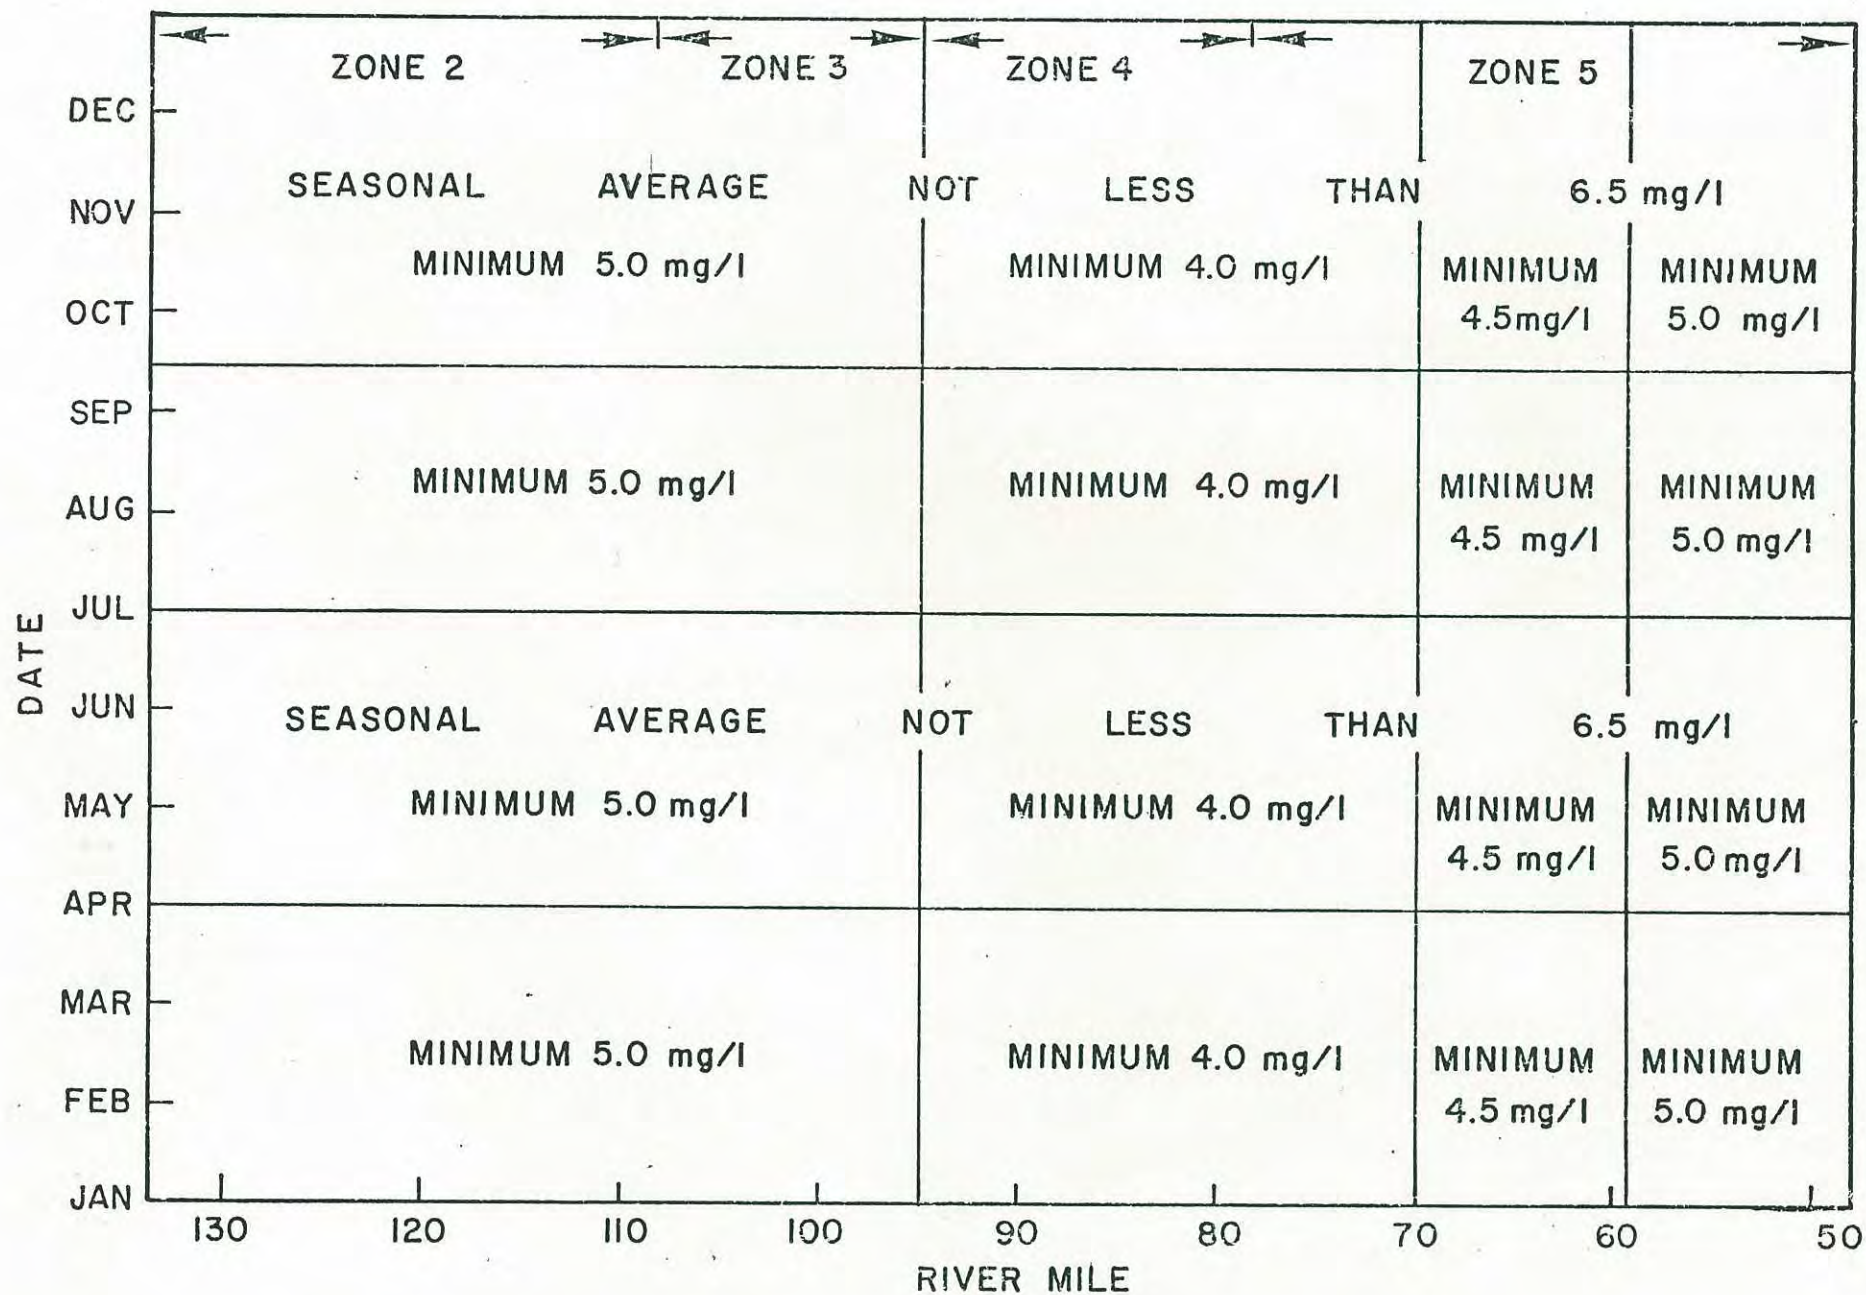 ZONE 2 ZONE 3 ZONE 4 ZONE 5
DEC
SEASONAL AVERAGE NOT LESS THAN 6.5 mg/l
NOV
MINIMUM 5.0 mg/l MINIMUM 4.0 mg/l MINIMUM MINIMUM
OCT 4.5mg/l 5.0 mg/l
SEP
MINIMUM 5.0 mg/l MINIMUM 4.0 mg/l MINIMUM MINIMUM
AUG
4.5 mg/l 5.0 mg/l
JUL
DATE
JUN SEASONAL AVERAGE NOT LESS THAN 6.5 mg/l
MAY MINIMUM 5.0 mg/l MINIMUM 4.0 mg/l MINIMUM MINIMUM
4.5 mg/l 5.0 mg/l
APR
MAR
MINIMUM 5.0 mg/l MINIMUM 4.0 mg/l MINIMUM MINIMUM
FEB 4.5 mg/l 5.0 mg/l
JAN
130 120 110 100 90 80 70 60 50
RIVER MILE